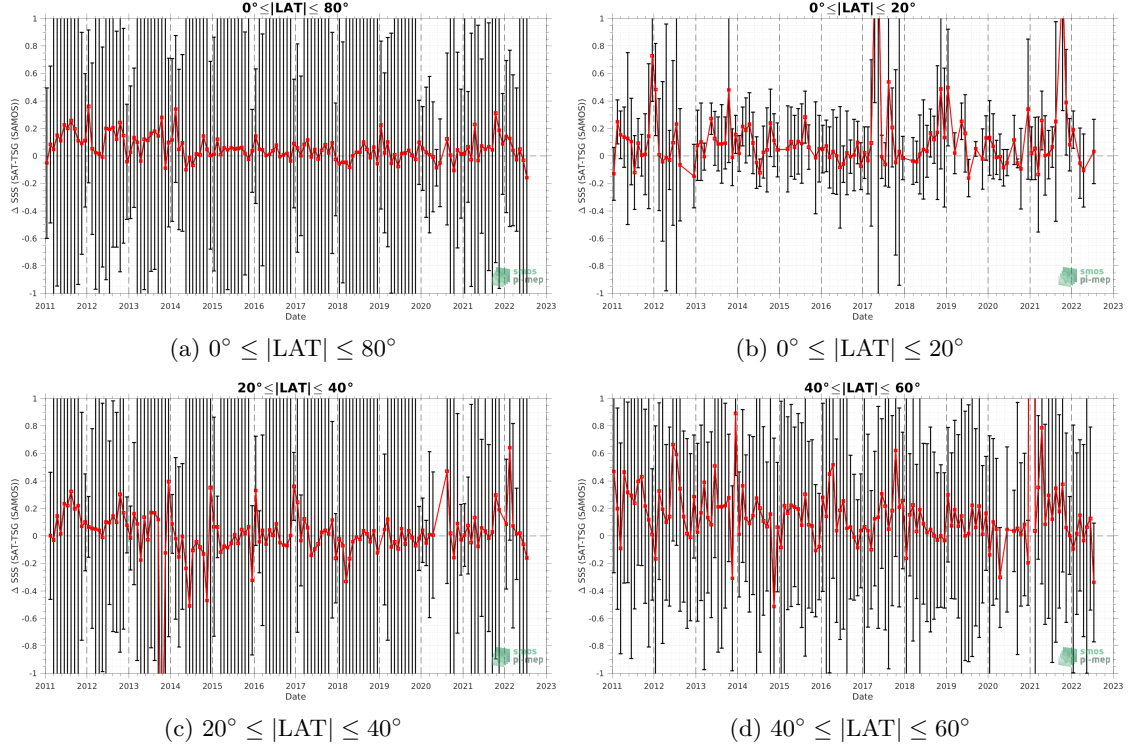 0°≤|LAT|≤ 80°
Δ SSS (SAT-TSG (SAMOS))
1
0.8
0.6
0.4
0.2
0
-0.2
-0.4
-0.6
-0.8
-1
2011 2012 2013 2014 2015 2016 2017 2018 2019 2020 2021 2022 2023
Date
smos
pi-mep
(a) 0° ≤ |LAT| ≤ 80°
0°≤|LAT|≤ 20°
Δ SSS (SAT-TSG (SAMOS))
1
0.8
0.6
0.4
0.2
0
-0.2
-0.4
-0.6
-0.8
-1
2011 2012 2013 2014 2015 2016 2017 2018 2019 2020 2021 2022 2023
Date
smos
pi-mep
(b) 0° ≤ |LAT| ≤ 20°
20°≤|LAT|≤ 40°
Δ SSS (SAT-TSG (SAMOS))
1
0.8
0.6
0.4
0.2
0
-0.2
-0.4
-0.6
-0.8
-1
2011 2012 2013 2014 2015 2016 2017 2018 2019 2020 2021 2022 2023
Date
smos
pi-mep
(c) 20° ≤ |LAT| ≤ 40°
40°≤|LAT|≤ 60°
Δ SSS (SAT-TSG (SAMOS))
1
0.8
0.6
0.4
0.2
0
-0.2
-0.4
-0.6
-0.8
-1
2011 2012 2013 2014 2015 2016 2017 2018 2019 2020 2021 2022 2023
Date
smos
pi-mep
(d) 40° ≤ |LAT| ≤ 60°